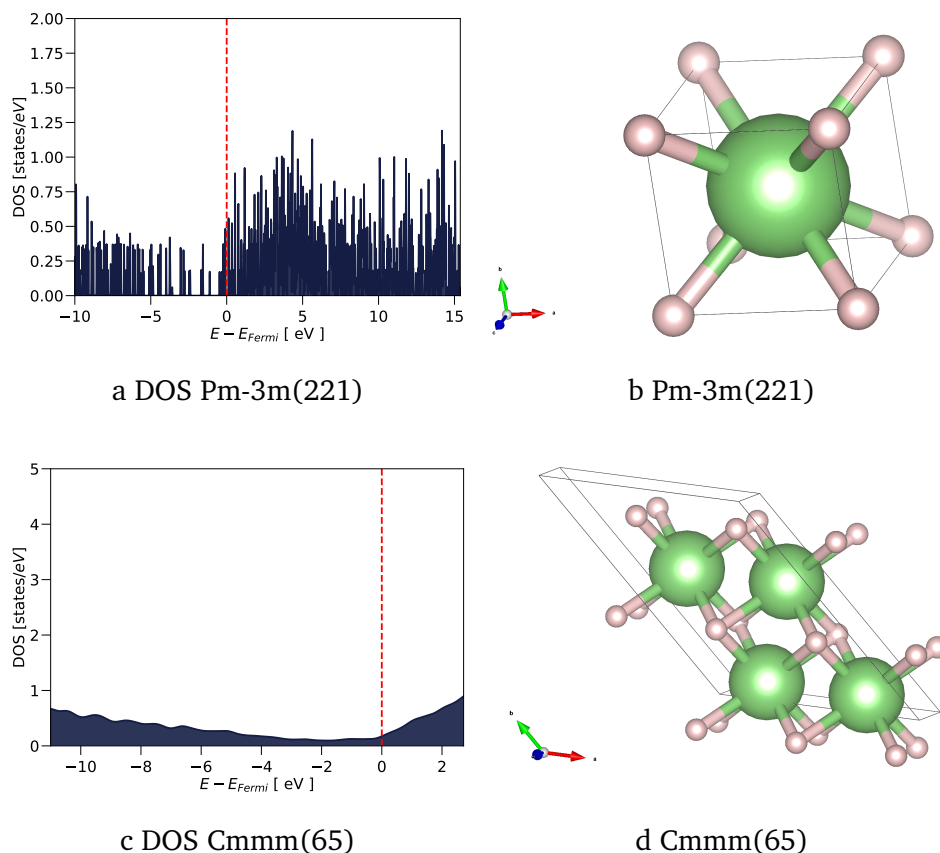 2.00
1.75
1.50
1.25
1.00
0.75
0.50
0.25
0.00
DOS [states/eV]
−10 −5 0 5 10 15
E − E_Fermi [ eV ]
b
a
c
a DOS Pm-3m(221)
b Pm-3m(221)
5
4
3
2
1
0
DOS [states/eV]
−10 −8 −6 −4 −2 0 2
E − E_Fermi [ eV ]
b
a
c DOS Cmmm(65)
d Cmmm(65)